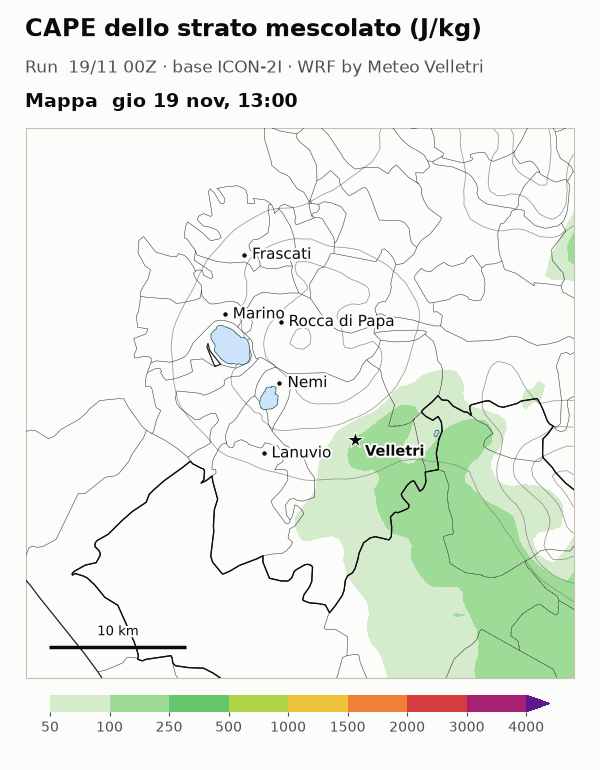 CAPE dello strato mescolato (J/kg)
Run  19/11 00Z · base ICON-2I · WRF by Meteo Velletri
Mappa  gio 19 nov, 13:00
Frascati
Marino
Rocca di Papa
Nemi
Velletri
Lanuvio
10 km
50 100 250 500 1000 1500 2000 3000 4000